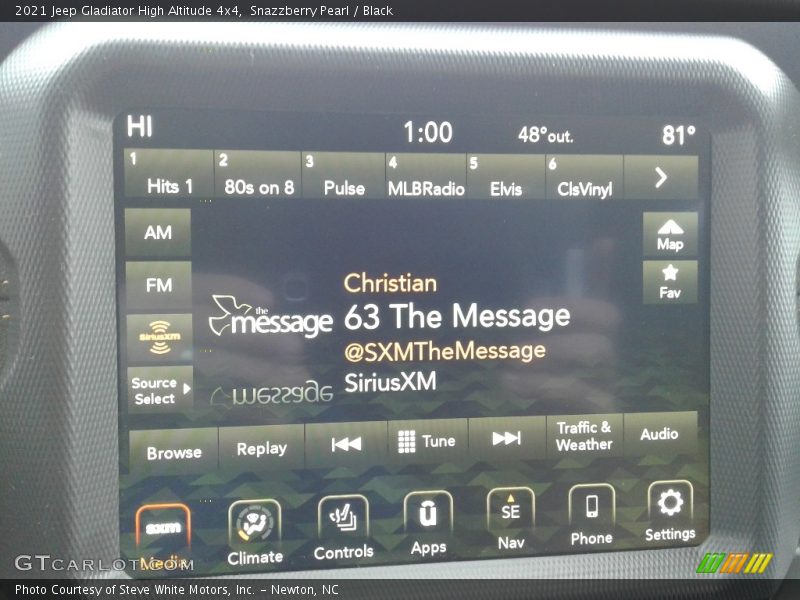 2021 Jeep Gladiator High Altitude 4x4, Snazzberry Pearl / Black
HI 1:00 48°out. 81°
1 Hits 1
2 80s on 8
3 Pulse
4 MLBRadio
5 Elvis
6 ClsVinyl
AM
FM
SiriusXM
Source
Select
Map
Fav
the
message
Christian
63 The Message
@SXMTheMessage
SiriusXM
Browse
Replay
Tune
Traffic &
Weather
Audio
sxm
Media
Climate
Controls
Apps
SE
Nav
Phone
Settings
GTCARLOT.COM
Photo Courtesy of Steve White Motors, Inc. – Newton, NC